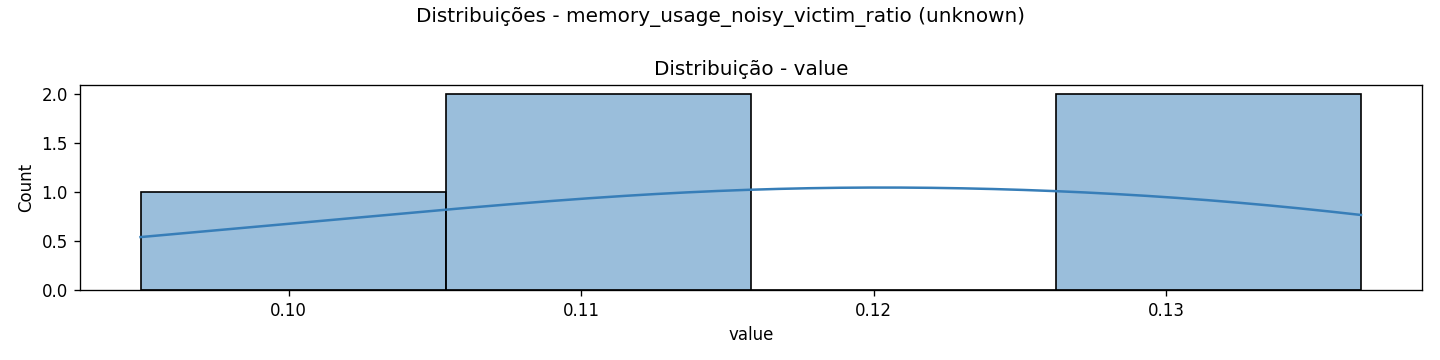 Distribuições - memory_usage_noisy_victim_ratio (unknown)
Distribuição - value
2.0
1.5
1.0
0.5
0.0
Count
0.10 0.11 0.12 0.13
value